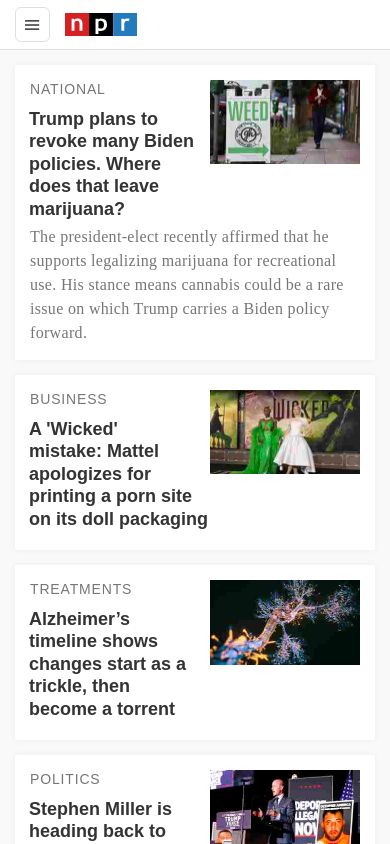 npr
NATIONAL
Trump plans to
revoke many Biden
policies. Where
does that leave
marijuana?
WEED
The president-elect recently affirmed that he
supports legalizing marijuana for recreational
use. His stance means cannabis could be a rare
issue on which Trump carries a Biden policy
forward.
BUSINESS
A 'Wicked'
mistake: Mattel
apologizes for
printing a porn site
on its doll packaging
WICKED
TREATMENTS
Alzheimer’s
timeline shows
changes start as a
trickle, then
become a torrent
POLITICS
Stephen Miller is
heading back to